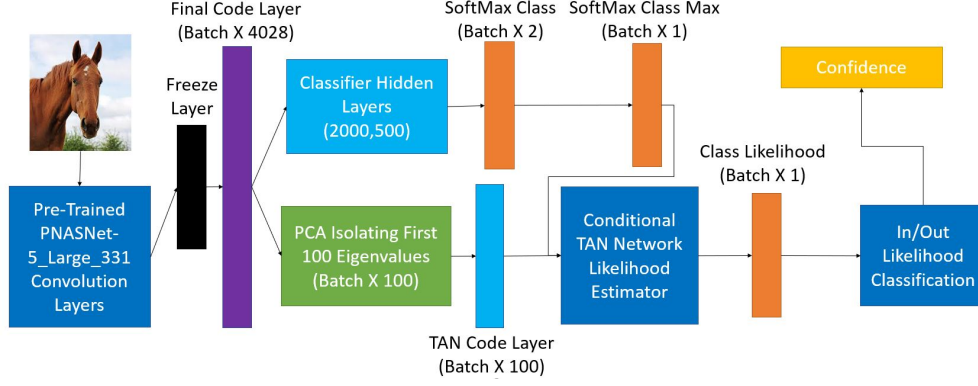 Final Code Layer
(Batch X 4028)
SoftMax Class
(Batch X 2)
SoftMax Class Max
(Batch X 1)
Freeze
Layer
Classifier Hidden
Layers
(2000,500)
Confidence
Class Likelihood
(Batch X 1)
Pre-Trained
PNASNet-
5_Large_331
Convolution
Layers
PCA Isolating First
100 Eigenvalues
(Batch X 100)
Conditional
TAN Network
Likelihood
Estimator
In/Out
Likelihood
Classification
TAN Code Layer
(Batch X 100)